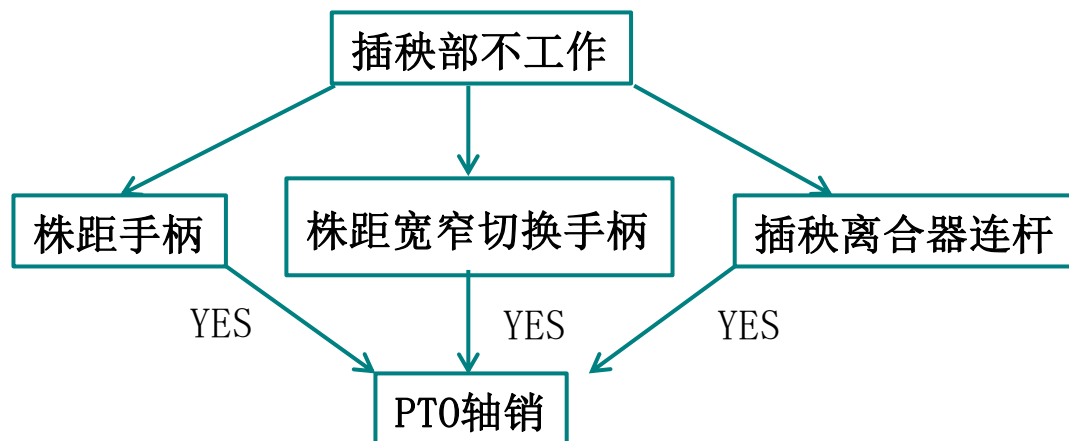 插秧部不工作
株距手柄
株距宽窄切换手柄
插秧离合器连杆
YES
YES
YES
PTO轴销